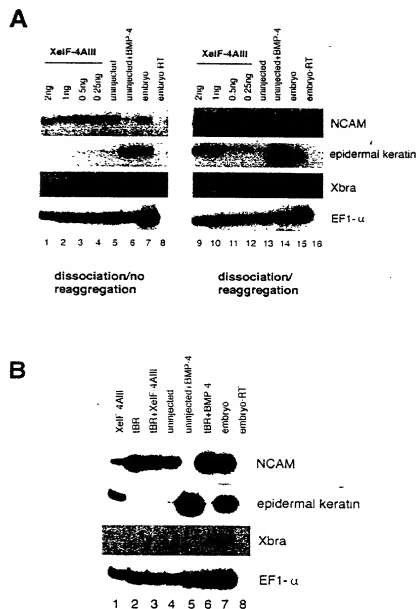 A
XelF-4AIII
XelF-4AIII
2ng
1ng
0.5ng
0.25ng
uninjected
uninjected+BMP-4
embryo
embryo-RT
2ng
1ng
0.5ng
0.25ng
uninjected
uninjected+BMP-4
embryo
embryo-RT
NCAM
epidermal keratin
Xbra
EF1-α
1 2 3 4 5 6 7 8
9 10 11 12 13 14 15 16
dissociation/no
reaggregation
dissociation/
reaggregation
B
XelF 4AIII
tBR
tBR+XelF 4AIII
uninjected
uninjected+BMP-4
tBR+BMP 4
embryo
embryo-RT
NCAM
epidermal keratin
Xbra
EF1- α
1 2 3 4 5 6 7 8